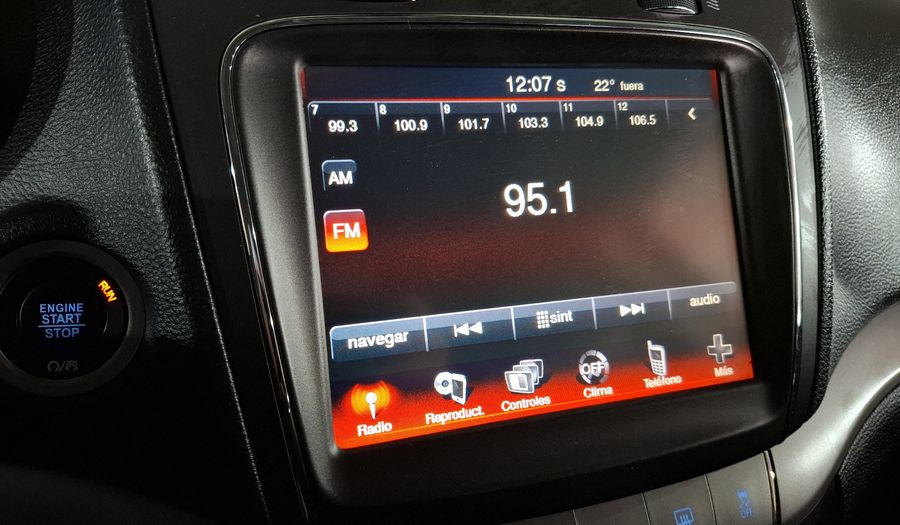 12:07 S 22° fuera
7 8 9 10 11 12
99.3 100.9 101.7 103.3 104.9 106.5
AM
95.1
FM
RUN
ENGINE
START
STOP
navegar sint audio
OFF
Radio Reproduct. Controles Clima Teléfono Más
OFF